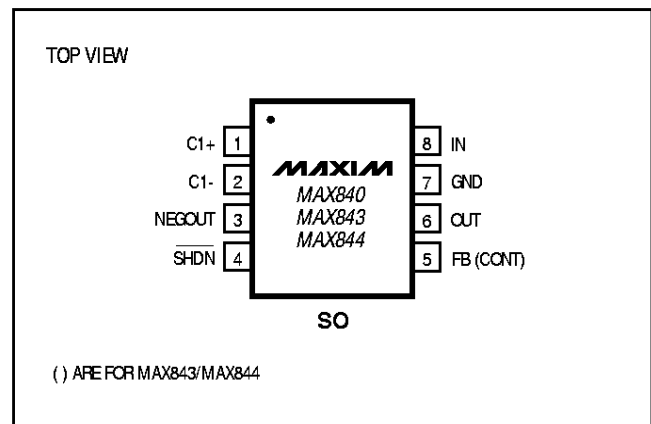 TOP VIEW
C1+ 1
C1- 2
NEGOUT 3
SHDN 4
MAXIM
MAX840
MAX843
MAX844
8 IN
7 GND
6 OUT
5 FB (CONT)
SO
( ) ARE FOR MAX843/MAX844